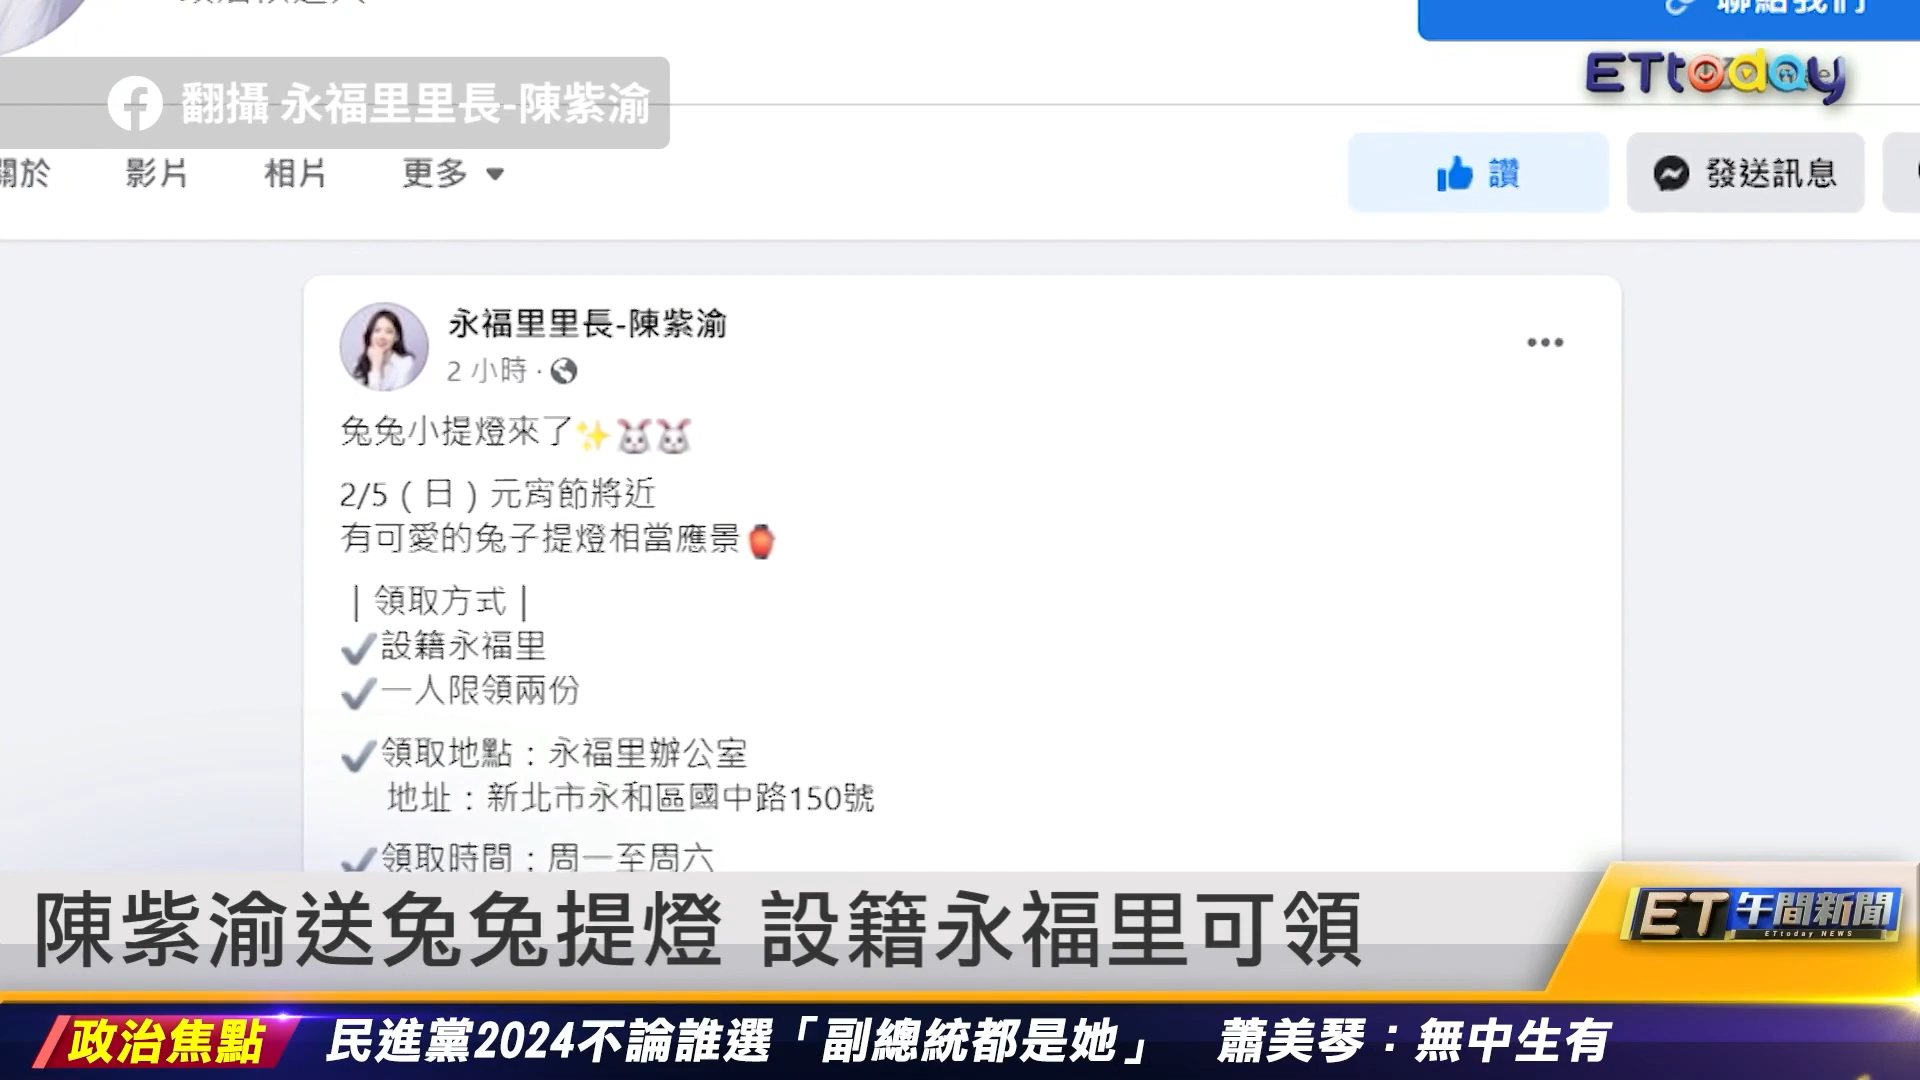 聯絡我們
ETtoday
翻攝 永福里里長-陳紫渝
關於 影片 相片 更多
讚 發送訊息
永福里里長-陳紫渝
2 小時 ·
兔兔小提燈來了✨🐰🐰
2/5（日）元宵節將近
有可愛的兔子提燈相當應景🏮
｜領取方式｜
✔設籍永福里
✔一人限領兩份
✔領取地點：永福里辦公室
地址：新北市永和區國中路150號
✔領取時間：周一至周六
陳紫渝送兔兔提燈 設籍永福里可領
ET午間新聞
ETtoday NEWS
政治焦點 民進黨2024不論誰選「副總統都是她」 蕭美琴：無中生有